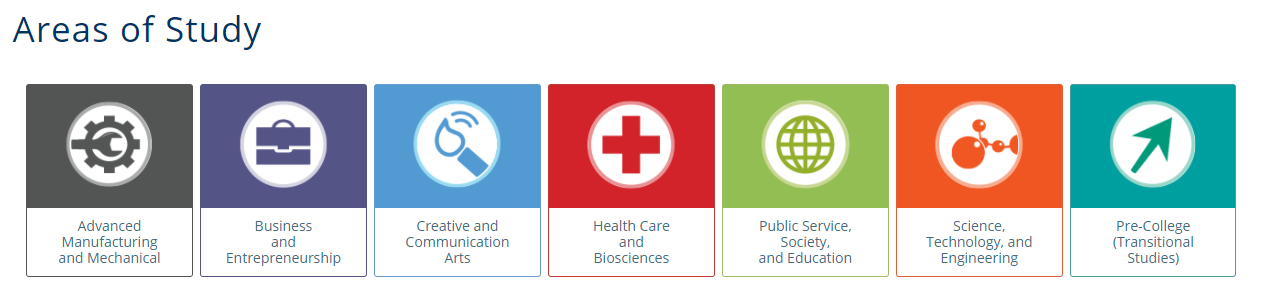 Areas of Study
Advanced
Manufacturing
and Mechanical
Business
and
Entrepreneurship
Creative and
Communication
Arts
Health Care
and
Biosciences
Public Service,
Society,
and Education
Science,
Technology, and
Engineering
Pre-College
(Transitional
Studies)